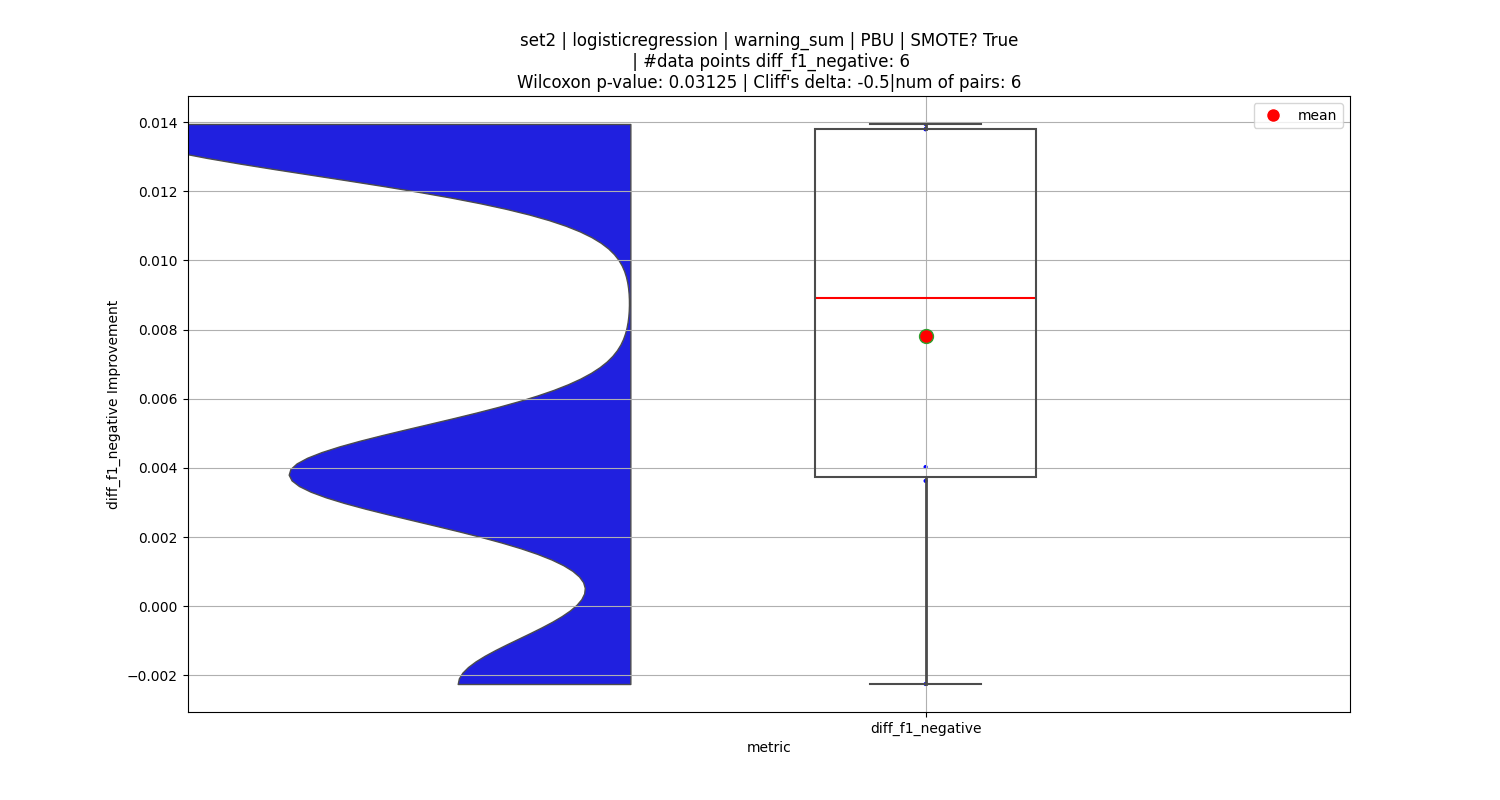 set2 | logisticregression | warning_sum | PBU | SMOTE? True
| #data points diff_f1_negative: 6
Wilcoxon p-value: 0.03125 | Cliff's delta: -0.5|num of pairs: 6
mean
0.014
0.012
0.010
0.008
0.006
0.004
0.002
0.000
−0.002
diff_f1_negative Improvement
diff_f1_negative
metric